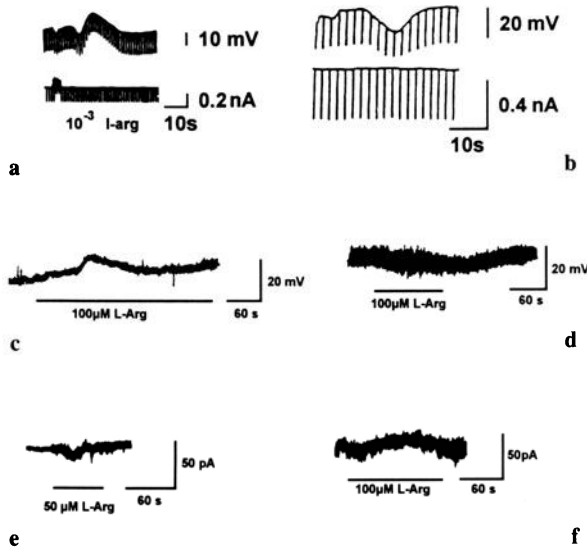 10 mV
0.2 nA
10⁻³ l-arg
10s
a
20 mV
0.4 nA
10s
b
20 mV
100µM L-Arg
60 s
c
20 mV
100µM L-Arg
60 s
d
50 pA
50 µM L-Arg
60 s
e
50pA
100µM L-Arg
60 s
f